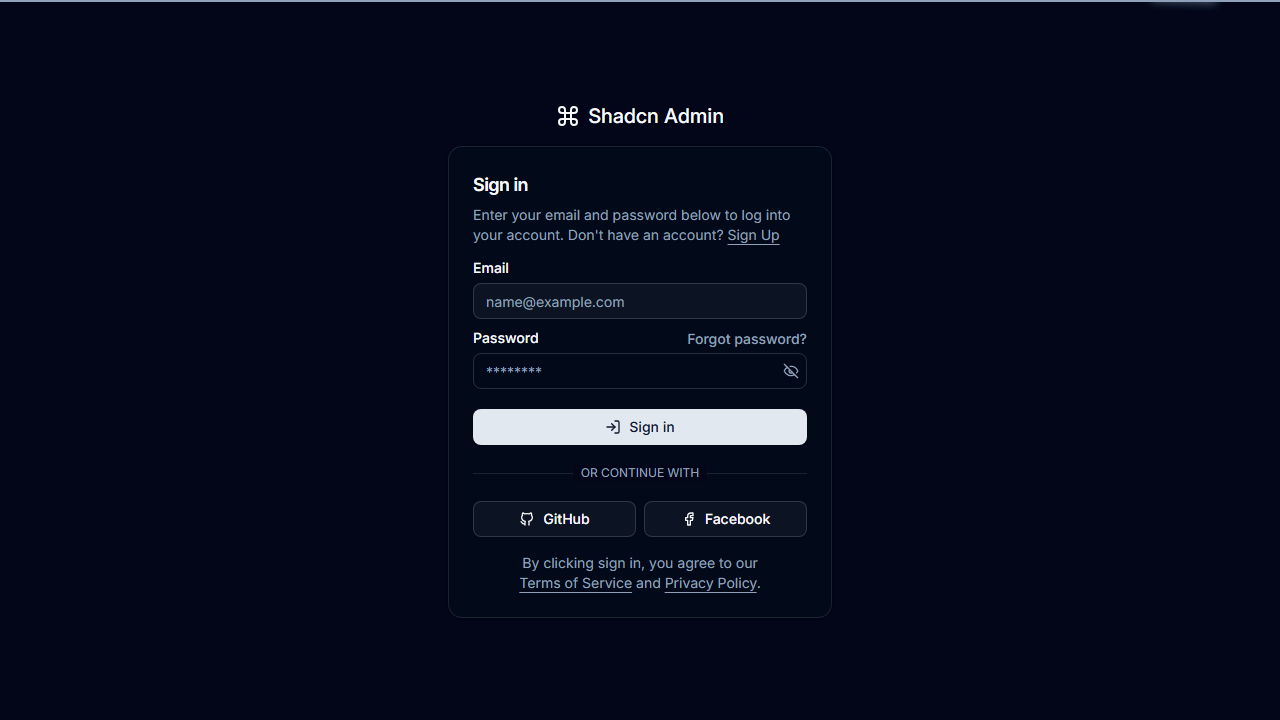 Shadcn Admin
Sign in
Enter your email and password below to log into
your account. Don't have an account? Sign Up
Email
name@example.com
Password
Forgot password?
********
Sign in
OR CONTINUE WITH
GitHub
Facebook
By clicking sign in, you agree to our
Terms of Service and Privacy Policy.